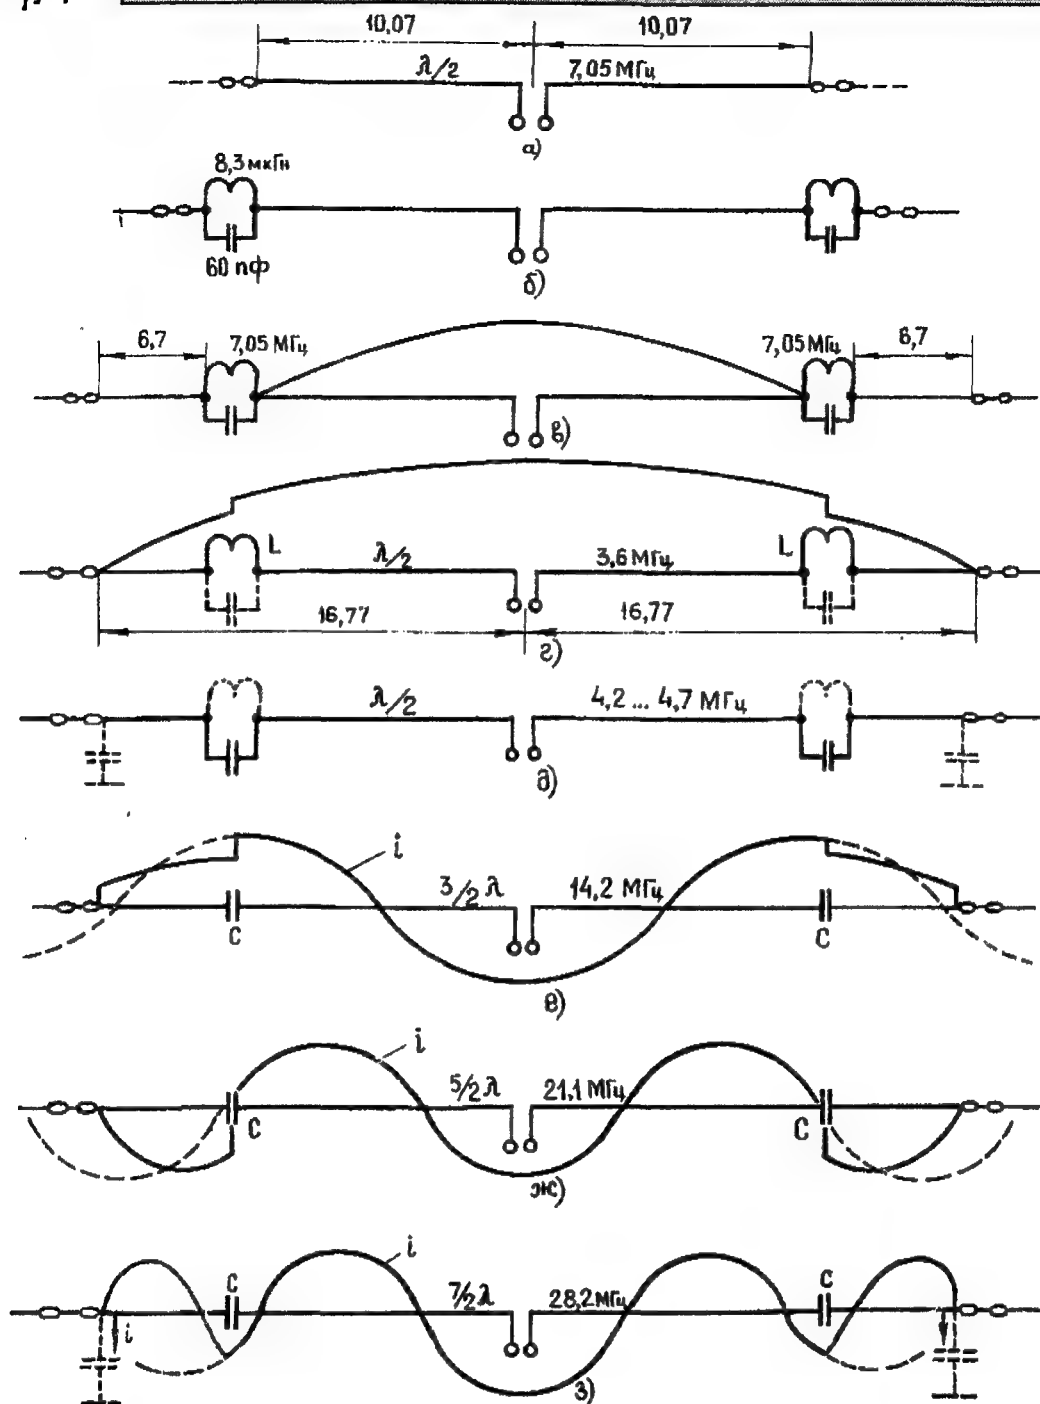 10,07 10,07
λ/2 7,05 МГц
а)
8,3 мкГн
60 пф
б)
6,7 7,05 МГц 7,05 МГц 6,7
в)
L λ/2 3,6 МГц L
16,77 16,77
г)
λ/2 4,2 ... 4,7 МГц
д)
i
3/2 λ 14,2 МГц
C C
е)
i
5/2 λ 21,1 МГц
C C
ж)
i
C C
7/2 λ 28,2 МГц
i
з)